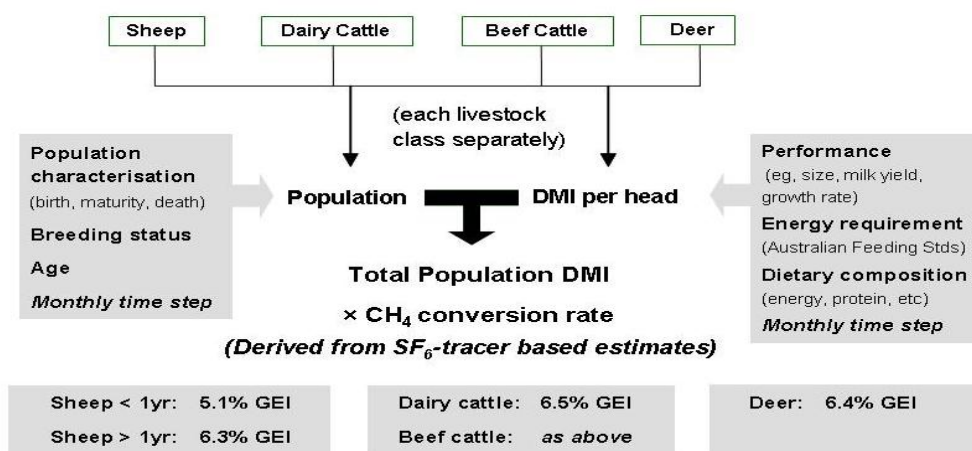 Sheep
Dairy Cattle
Beef Cattle
Deer
(each livestock
class separately)
Population
characterisation
(birth, maturity, death)
Breeding status
Age
Monthly time step
Population
DMI per head
Performance
(eg, size, milk yield,
growth rate)
Energy requirement
(Australian Feeding Stds)
Dietary composition
(energy, protein, etc)
Monthly time step
Total Population DMI
× CH₄ conversion rate
(Derived from SF₆-tracer based estimates)
Sheep < 1yr: 5.1% GEI
Sheep > 1yr: 6.3% GEI
Dairy cattle: 6.5% GEI
Beef cattle: as above
Deer: 6.4% GEI